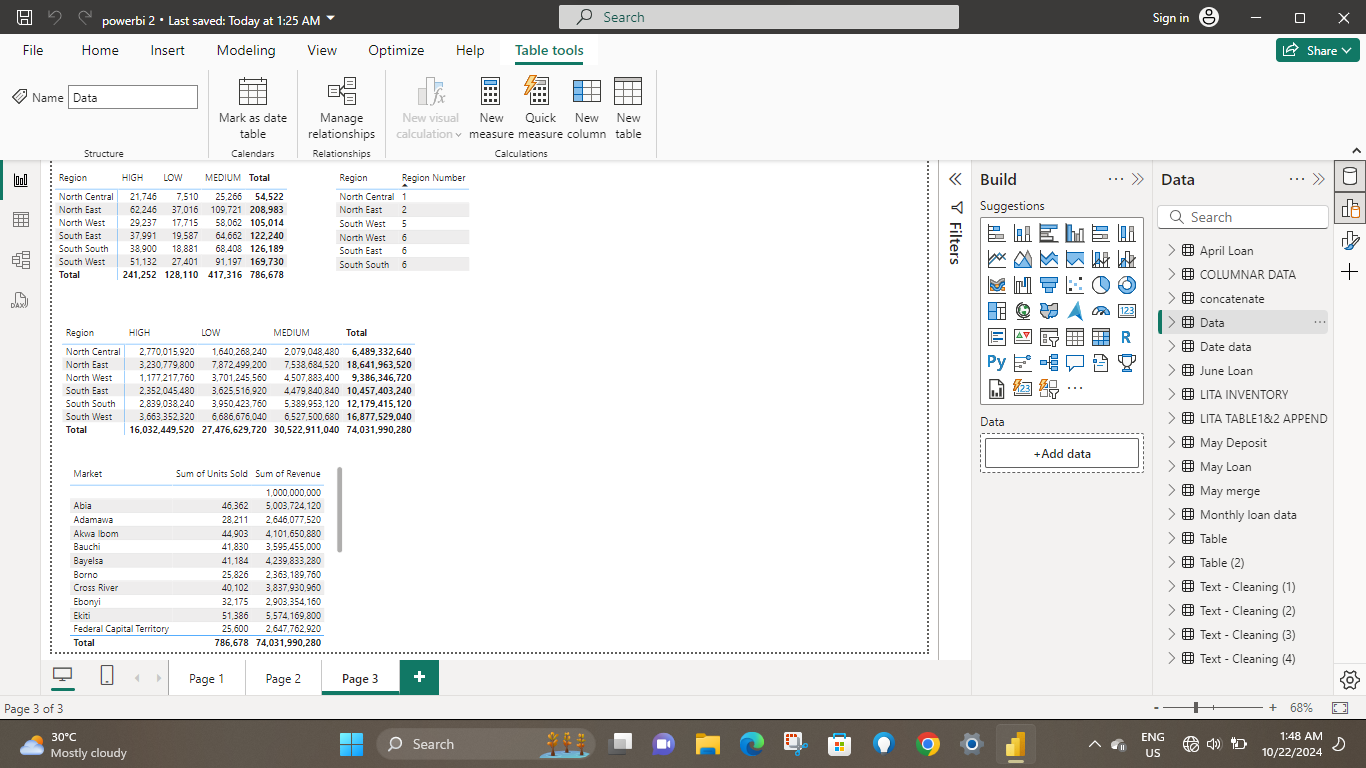 powerbi 2 • Last saved: Today at 1:25 AM
Search
Sign in
File Home Insert Modeling View Optimize Help Table tools
Share
Name Data
Mark as date table
Manage relationships
New visual calculation
New measure
Quick measure
New column
New table
Structure Calendars Relationships Calculations
Region HIGH LOW MEDIUM Total
North Central 21,746 7,510 25,266 54,522
North East 62,246 37,016 109,721 208,983
North West 29,237 17,715 58,062 105,014
South East 37,991 19,587 64,662 122,240
South South 38,900 18,881 68,408 126,189
South West 51,132 27,401 91,197 169,730
Total 241,252 128,110 417,316 786,678
Region Region Number
North Central 1
North East 2
South West 5
North West 6
South East 6
South South 6
Region HIGH LOW MEDIUM Total
North Central 2,770,015,920 1,640,268,240 2,079,048,480 6,489,332,640
North East 3,230,779,800 7,872,499,200 7,538,684,520 18,641,963,520
North West 1,177,217,760 3,701,245,560 4,507,883,400 9,386,346,720
South East 2,352,045,480 3,625,516,920 4,479,840,840 10,457,403,240
South South 2,839,038,240 3,950,423,760 5,389,953,120 12,179,415,120
South West 3,663,352,320 6,686,676,040 6,527,500,680 16,877,529,040
Total 16,032,449,520 27,476,629,720 30,522,911,040 74,031,990,280
Market Sum of Units Sold Sum of Revenue
1,000,000,000
Abia 46,362 5,003,724,120
Adamawa 28,211 2,646,077,520
Akwa Ibom 44,903 4,101,650,880
Bauchi 41,830 3,595,455,000
Bayelsa 41,184 4,239,833,280
Borno 25,826 2,363,189,760
Cross River 40,102 3,837,930,960
Ebonyi 32,175 2,903,354,160
Ekiti 51,386 5,574,169,800
Federal Capital Territory 25,600 2,647,762,920
Total 786,678 74,031,990,280
Filters
Build
Suggestions
123
R
Py
123
Data
+Add data
Data
Search
April Loan
COLUMNAR DATA
concatenate
Data
Date data
June Loan
LITA INVENTORY
LITA TABLE1&2 APPEND
May Deposit
May Loan
May merge
Monthly loan data
Table
Table (2)
Text - Cleaning (1)
Text - Cleaning (2)
Text - Cleaning (3)
Text - Cleaning (4)
DAX
Page 1 Page 2 Page 3 +
Page 3 of 3
- + 68%
30°C
Mostly cloudy
Search
ENG
US
1:48 AM
10/22/2024